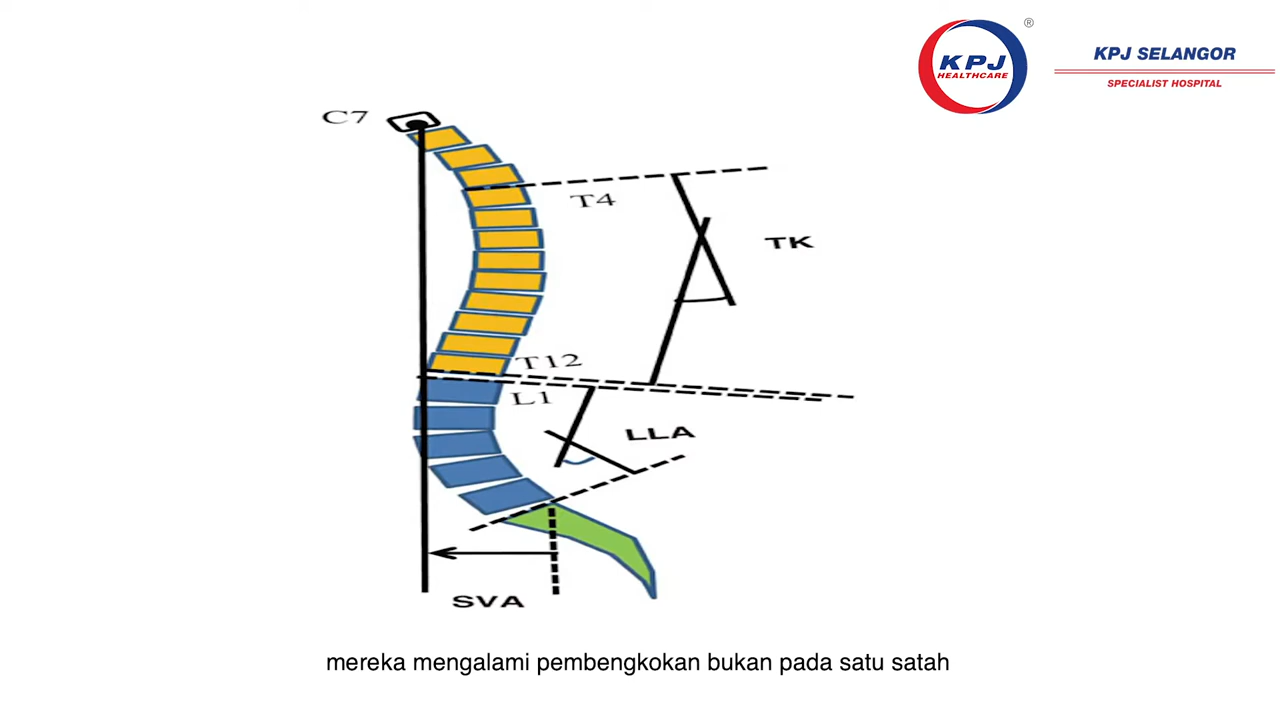 ®
KPJ
HEALTHCARE
KPJ SELANGOR
SPECIALIST HOSPITAL
C7
T4
TK
T12
L1
LLA
SVA
mereka mengalami pembengkokan bukan pada satu satah